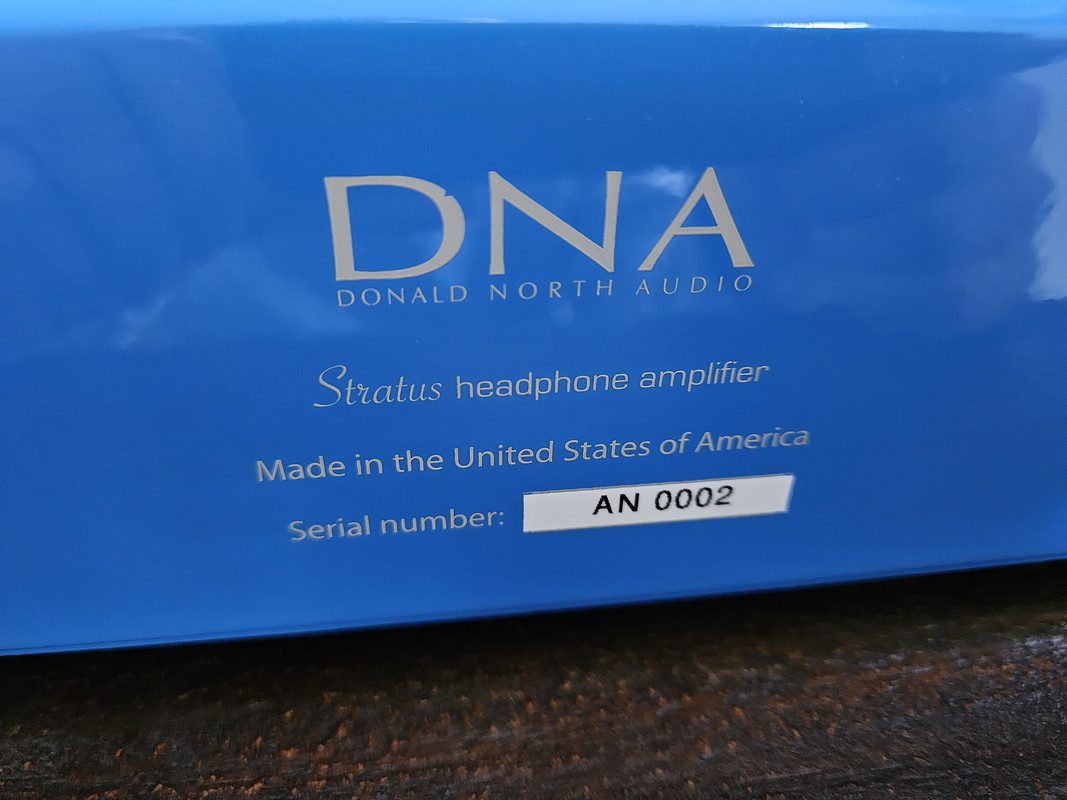 DNA
DONALD NORTH AUDIO
Stratus headphone amplifier
Made in the United States of America
Serial number: AN 0002